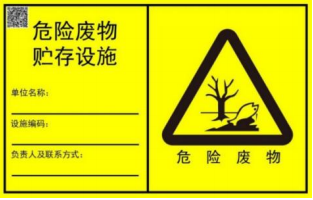 危险废物
贮存设施
单位名称：
设施编码：
负责人及联系方式：
危险废物